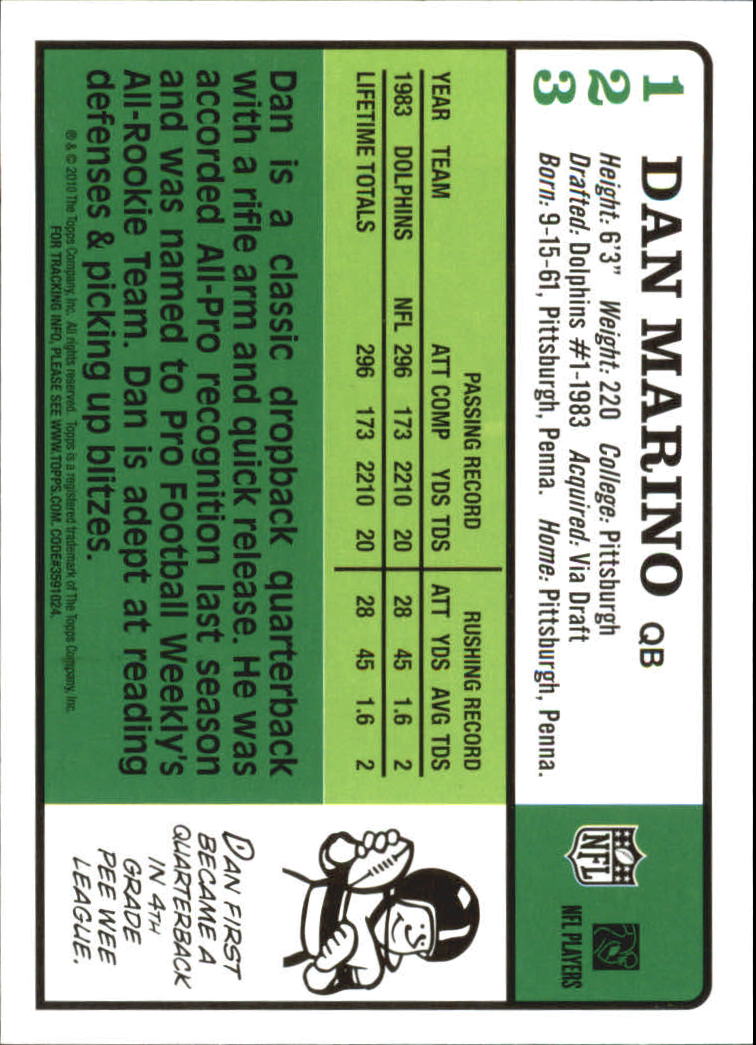 1
2
3
DAN MARINO QB
Height: 6'3" Weight: 220 College: Pittsburgh
Drafted: Dolphins #1-1983 Acquired: Via Draft
Born: 9-15-61, Pittsburgh, Penna. Home: Pittsburgh, Penna.
NFL
NFL PLAYERS
PASSING RECORD RUSHING RECORD
YEAR TEAM ATT COMP YDS TDS ATT YDS AVG TDS
1983 DOLPHINS NFL 296 173 2210 20 28 45 1.6 2
LIFETIME TOTALS 296 173 2210 20 28 45 1.6 2
Dan is a classic dropback quarterback
with a rifle arm and quick release. He was
accorded All-Pro recognition last season
and was named to Pro Football Weekly's
All-Rookie Team. Dan is adept at reading
defenses & picking up blitzes.
® & © 2010 The Topps Company, Inc. All rights reserved. Topps is a registered trademark of The Topps Company, Inc.
FOR TRACKING INFO, PLEASE SEE WWW.TOPPS.COM. CODE#3591024.
DAN FIRST
BECAME A
QUARTERBACK
IN 4TH
GRADE
PEE WEE
LEAGUE.